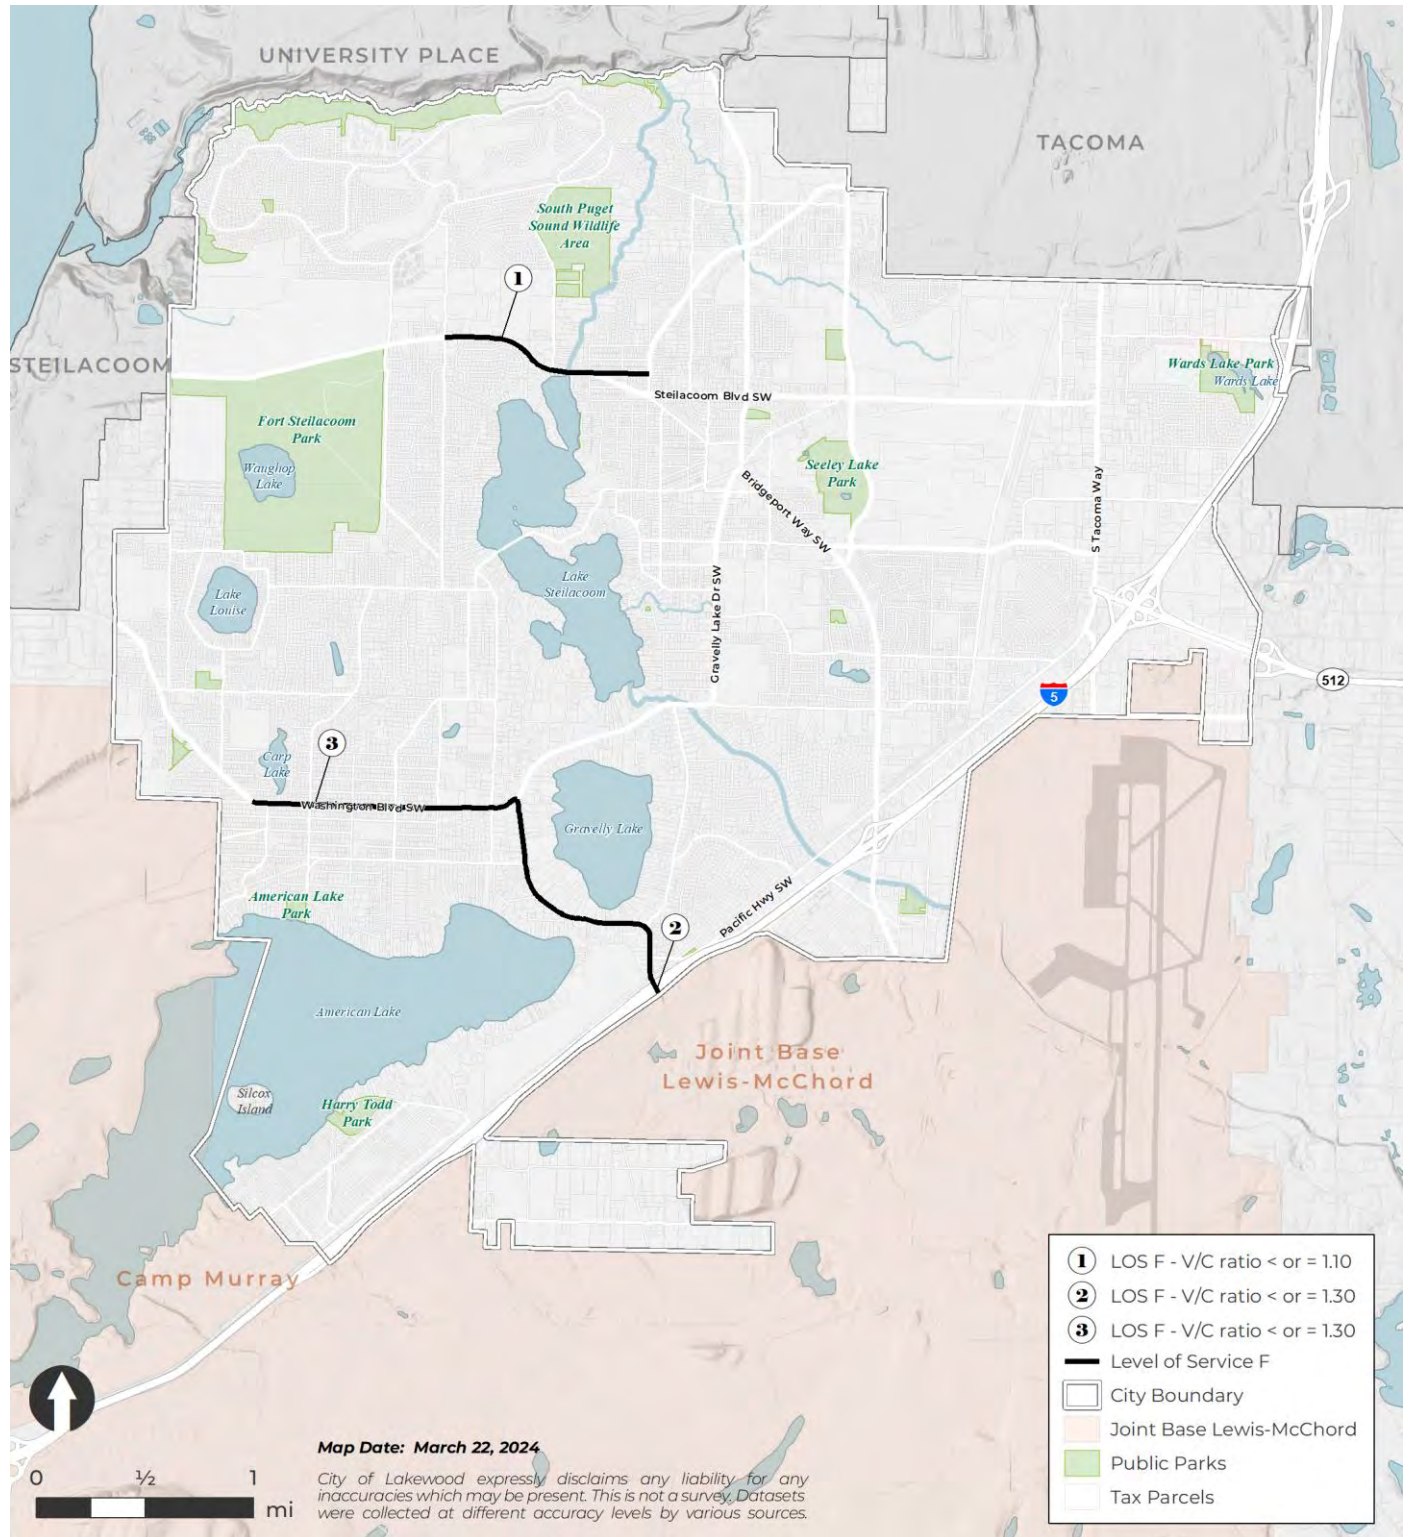 UNIVERSITY PLACE
TACOMA
South Puget
Sound Wildlife
Area
1
STEILACOOM
Wards Lake Park
Wards Lake
Steilacoom Blvd SW
Fort Steilacoom
Park
Waughop
Lake
Seeley Lake
Park
Bridgeport Way SW
S Tacoma Way
Lake
Steilacoom
Lake
Louise
Gravelly Lake Dr SW
512
5
3
Carp
Lake
Washington Blvd SW
Gravelly Lake
American Lake
Park
Pacific Hwy SW
2
American Lake
Joint Base
Lewis-McChord
Silcox
Island
Harry Todd
Park
Camp Murray
1 LOS F - V/C ratio < or = 1.10
2 LOS F - V/C ratio < or = 1.30
3 LOS F - V/C ratio < or = 1.30
Level of Service F
City Boundary
Joint Base Lewis-McChord
Public Parks
Tax Parcels
Map Date: March 22, 2024
0 ½ 1
mi
City of Lakewood expressly disclaims any liability for any
inaccuracies which may be present. This is not a survey. Datasets
were collected at different accuracy levels by various sources.